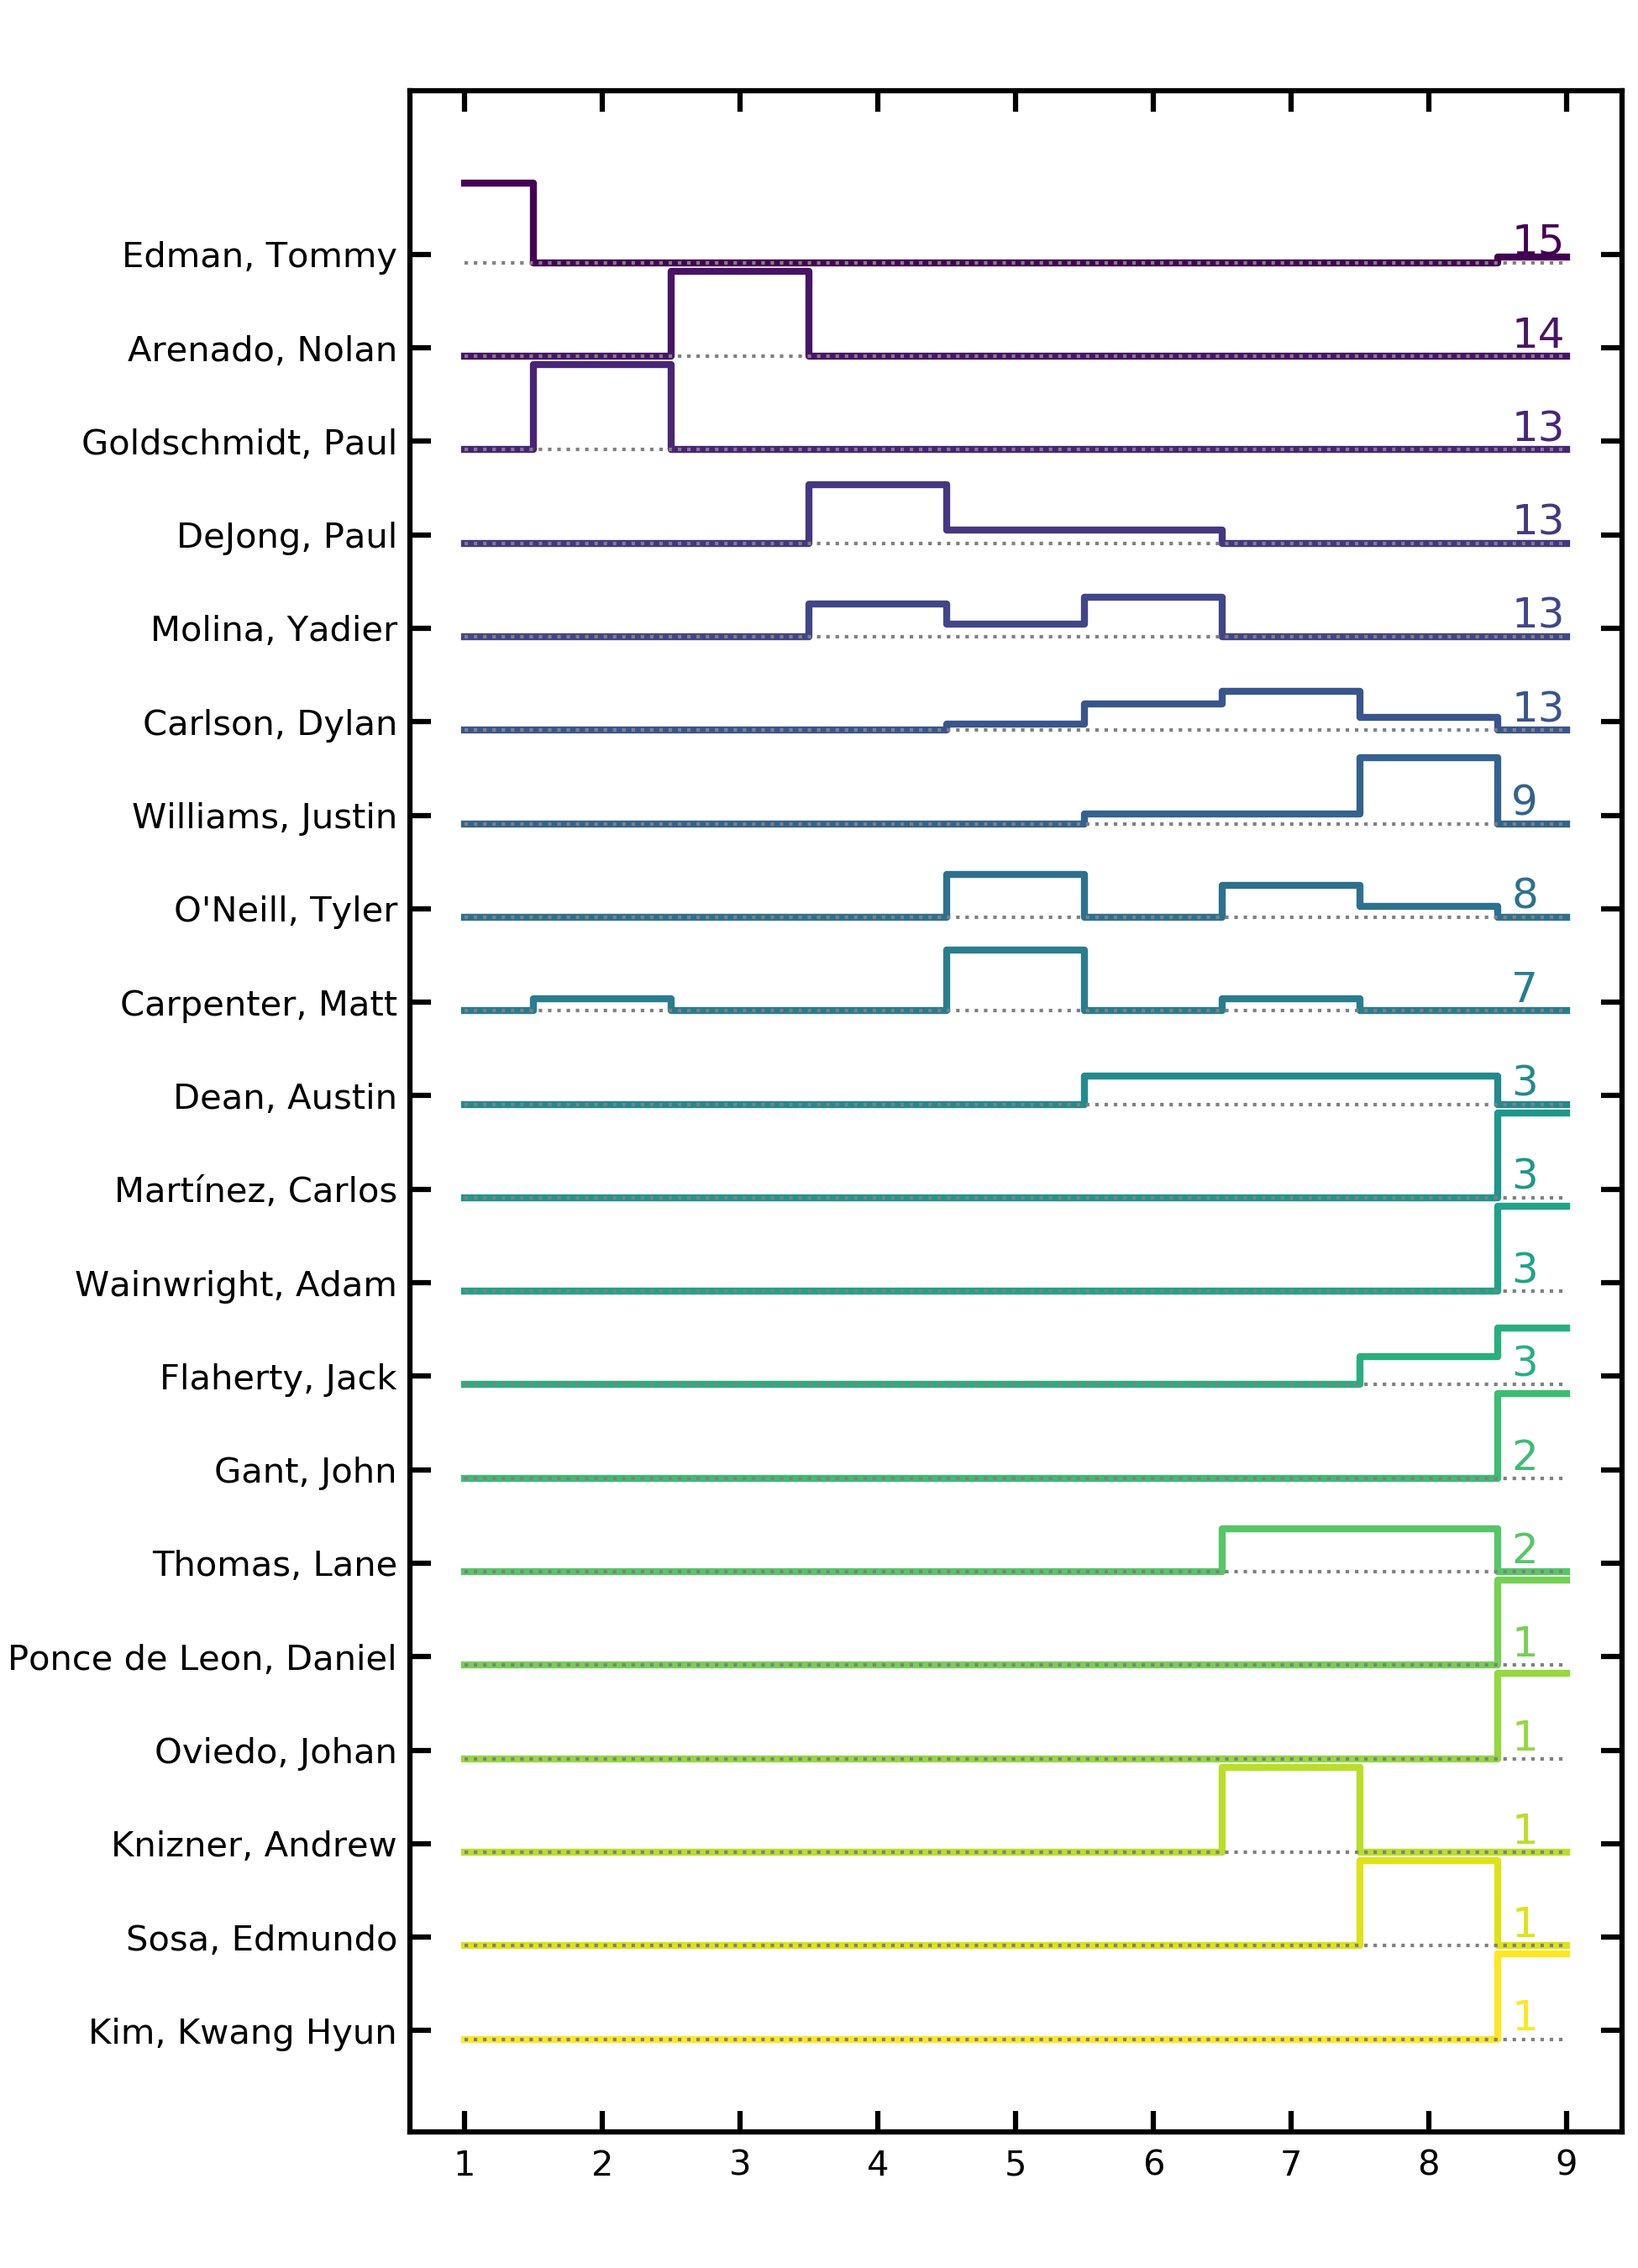 Edman, Tommy 15
Arenado, Nolan 14
Goldschmidt, Paul 13
DeJong, Paul 13
Molina, Yadier 13
Carlson, Dylan 13
Williams, Justin 9
O'Neill, Tyler 8
Carpenter, Matt 7
Dean, Austin 3
Martínez, Carlos 3
Wainwright, Adam 3
Flaherty, Jack 3
Gant, John 2
Thomas, Lane 2
Ponce de Leon, Daniel 1
Oviedo, Johan 1
Knizner, Andrew 1
Sosa, Edmundo 1
Kim, Kwang Hyun 1
1 2 3 4 5 6 7 8 9